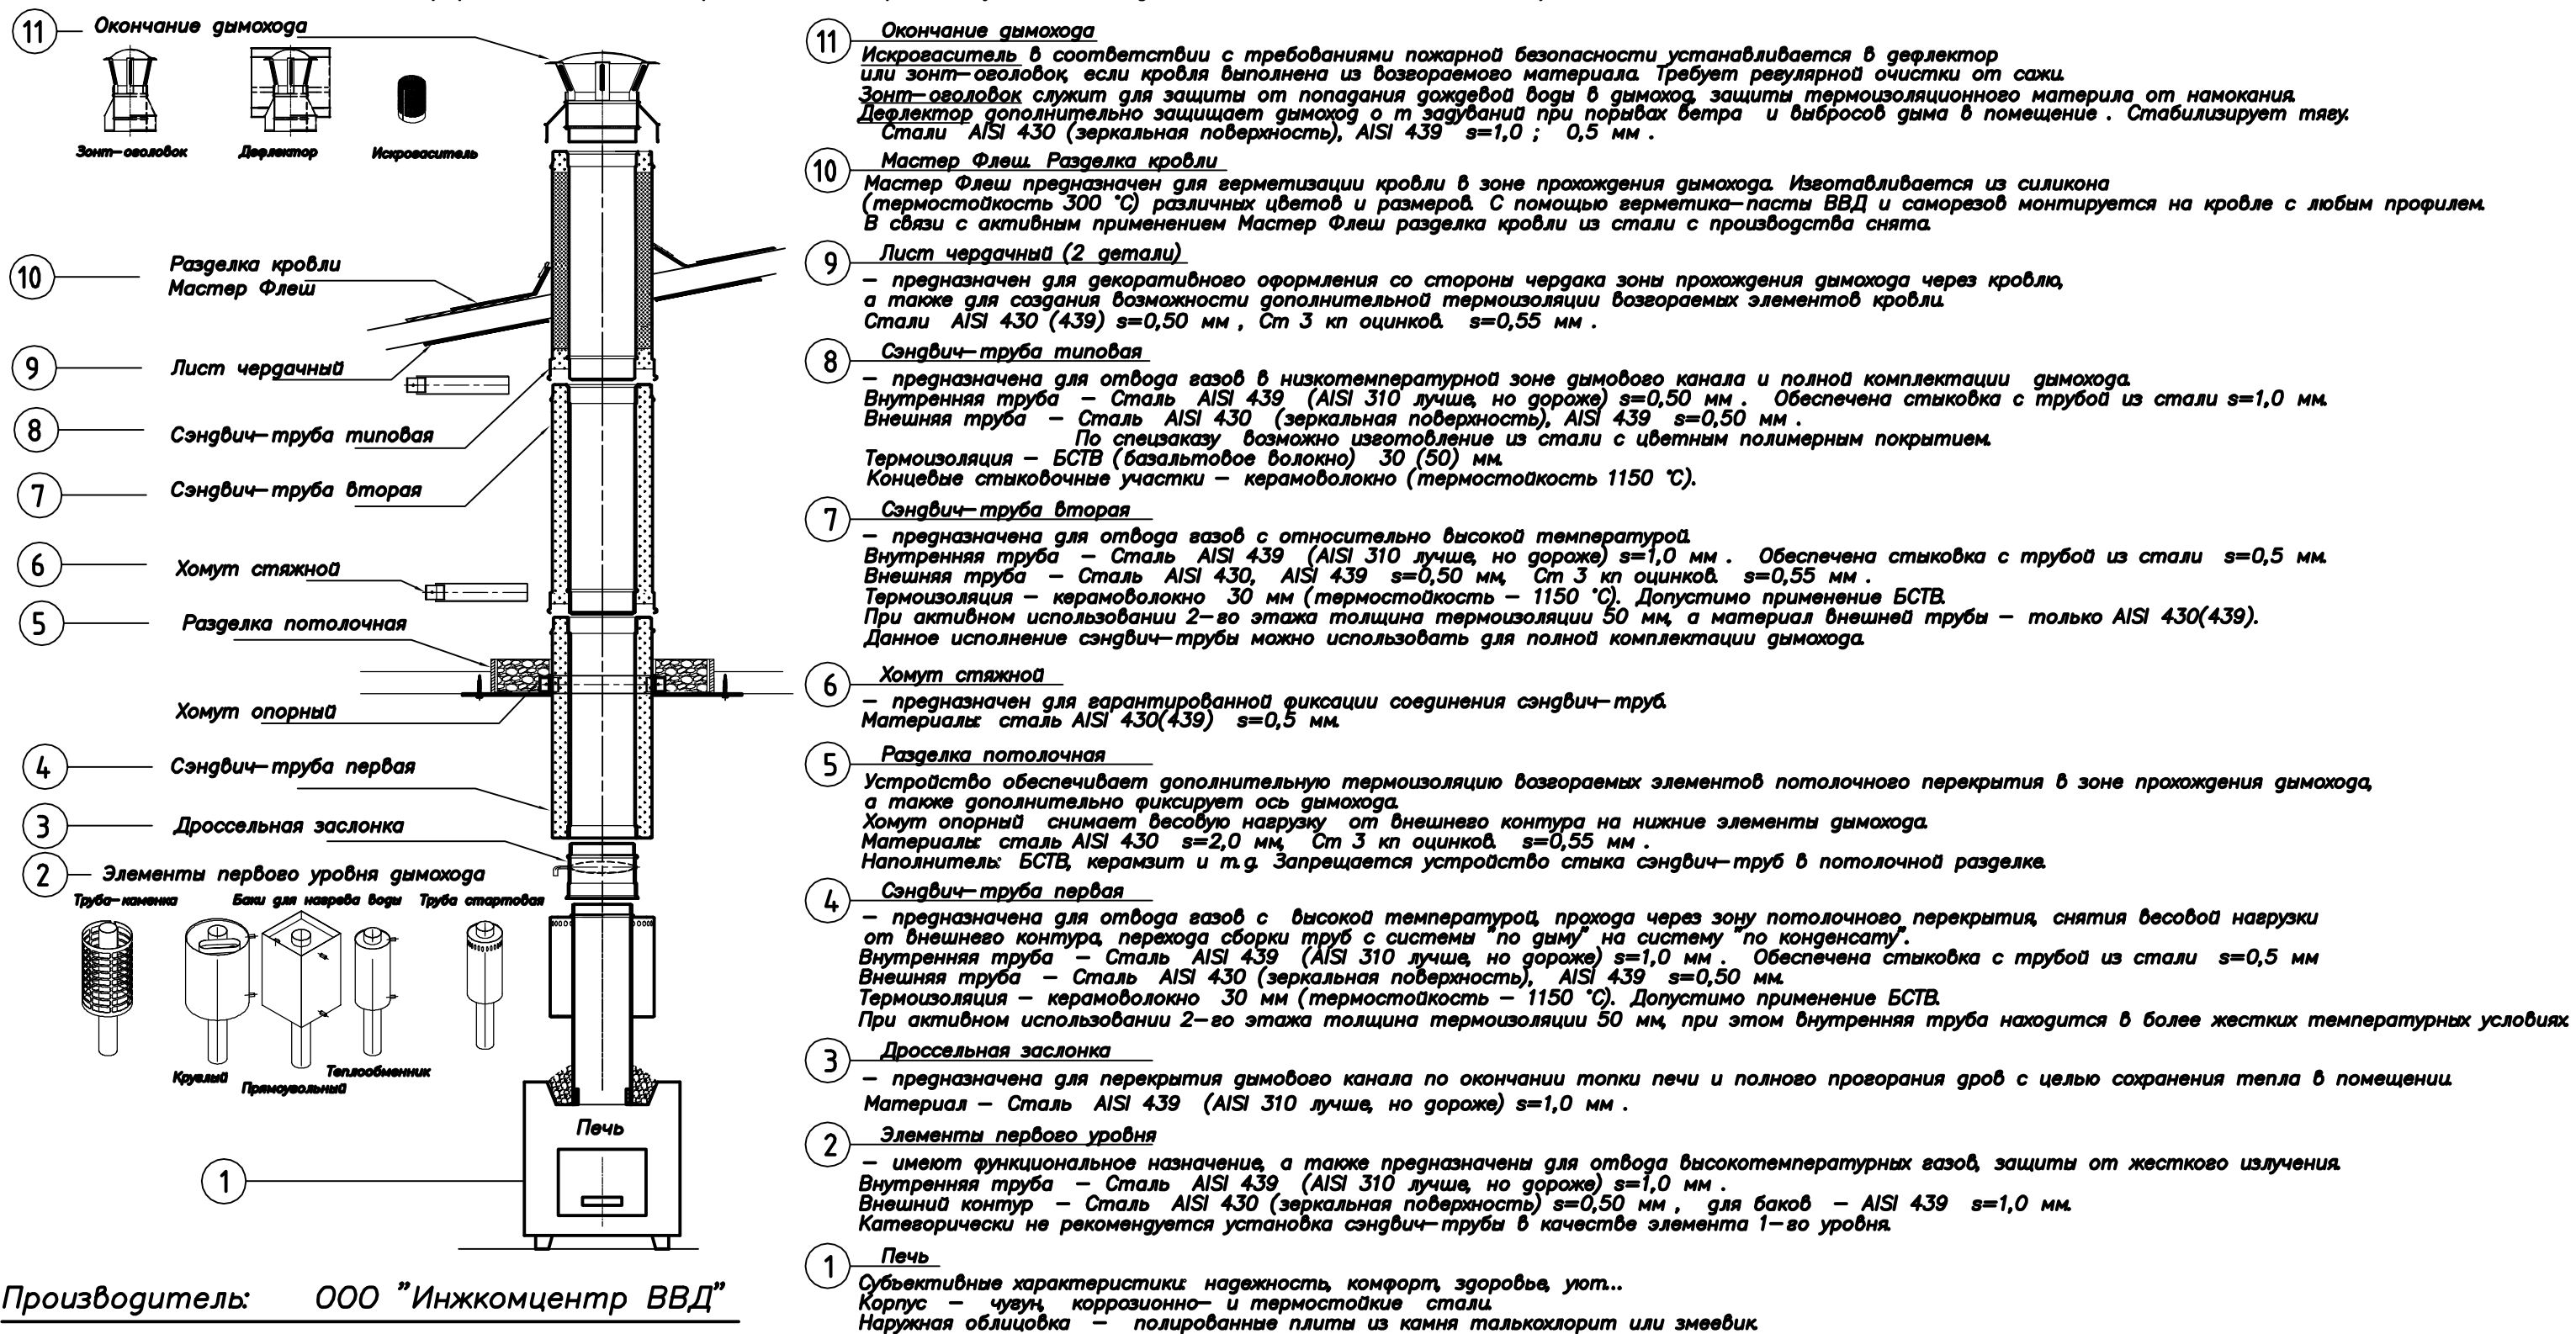 11 Окончание дымохода
Зонт-оголовок
Дефлектор
Искрогаситель
10 Разделка кровли
Мастер Флеш
9 Лист чердачный
8 Сэндвич-труба типовая
7 Сэндвич-труба вторая
6 Хомут стяжной
5 Разделка потолочная
Хомут опорный
4 Сэндвич-труба первая
3 Дроссельная заслонка
2 Элементы первого уровня дымохода
Труба-каменка
Баки для нагрева воды
Труба стартовая
Круглый
Прямоугольный
Теплообменник
Печь
1
Производитель: ООО "Инжкомцентр ВВД"
11 Окончание дымохода
Искрогаситель в соответствии с требованиями пожарной безопасности устанавливается в дефлектор
или зонт-оголовок, если кровля выполнена из возгораемого материала. Требует регулярной очистки от сажи.
Зонт-оголовок служит для защиты от попадания дождевой воды в дымоход, защиты термоизоляционного материла от намокания.
Дефлектор дополнительно защищает дымоход о т задуваний при порывах ветра и выбросов дыма в помещение . Стабилизирует тягу.
Стали AISI 430 (зеркальная поверхность), AISI 439 s=1,0 ; 0,5 мм .
10 Мастер Флеш. Разделка кровли
Мастер Флеш предназначен для герметизации кровли в зоне прохождения дымохода. Изготавливается из силикона
(термостойкость 300 °C) различных цветов и размеров. С помощью герметика-пасты ВВД и саморезов монтируется на кровле с любым профилем.
В связи с активным применением Мастер Флеш разделка кровли из стали с производства снята.
9 Лист чердачный (2 детали)
- предназначен для декоративного оформления со стороны чердака зоны прохождения дымохода через кровлю,
а также для создания возможности дополнительной термоизоляции возгораемых элементов кровли.
Стали AISI 430 (439) s=0,50 мм , Ст 3 кп оцинков. s=0,55 мм .
8 Сэндвич-труба типовая
- предназначена для отвода газов в низкотемпературной зоне дымового канала и полной комплектации дымохода.
Внутренняя труба - Сталь AISI 439 (AISI 310 лучше, но дороже) s=0,50 мм . Обеспечена стыковка с трубой из стали s=1,0 мм.
Внешняя труба - Сталь AISI 430 (зеркальная поверхность), AISI 439 s=0,50 мм .
По спецзаказу возможно изготовление из стали с цветным полимерным покрытием.
Термоизоляция - БСТВ (базальтовое волокно) 30 (50) мм.
Концевые стыковочные участки - керамоволокно (термостойкость 1150 °C).
7 Сэндвич-труба вторая
- предназначена для отвода газов с относительно высокой температурой.
Внутренняя труба - Сталь AISI 439 (AISI 310 лучше, но дороже) s=1,0 мм . Обеспечена стыковка с трубой из стали s=0,5 мм.
Внешняя труба - Сталь AISI 430, AISI 439 s=0,50 мм, Ст 3 кп оцинков. s=0,55 мм .
Термоизоляция - керамоволокно 30 мм (термостойкость - 1150 °C). Допустимо применение БСТВ.
При активном использовании 2-го этажа толщина термоизоляции 50 мм, а материал внешней трубы - только AISI 430(439).
Данное исполнение сэндвич-трубы можно использовать для полной комплектации дымохода.
6 Хомут стяжной
- предназначен для гарантированной фиксации соединения сэндвич-труб.
Материалы: сталь AISI 430(439) s=0,5 мм.
5 Разделка потолочная
Устройство обеспечивает дополнительную термоизоляцию возгораемых элементов потолочного перекрытия в зоне прохождения дымохода,
а также дополнительно фиксирует ось дымохода.
Хомут опорный снимает весовую нагрузку от внешнего контура на нижние элементы дымохода.
Материалы: сталь AISI 430 s=2,0 мм, Ст 3 кп оцинков. s=0,55 мм .
Наполнитель: БСТВ, керамзит и т.д. Запрещается устройство стыка сэндвич-труб в потолочной разделке.
4 Сэндвич-труба первая
- предназначена для отвода газов с высокой температурой, прохода через зону потолочного перекрытия, снятия весовой нагрузки
от внешнего контура, перехода сборки труб с системы "по дыму" на систему "по конденсату".
Внутренняя труба - Сталь AISI 439 (AISI 310 лучше, но дороже) s=1,0 мм . Обеспечена стыковка с трубой из стали s=0,5 мм
Внешняя труба - Сталь AISI 430 (зеркальная поверхность), AISI 439 s=0,50 мм.
Термоизоляция - керамоволокно 30 мм (термостойкость - 1150 °C). Допустимо применение БСТВ.
При активном использовании 2-го этажа толщина термоизоляции 50 мм, при этом внутренняя труба находится в более жестких температурных условиях.
3 Дроссельная заслонка
- предназначена для перекрытия дымового канала по окончании топки печи и полного прогорания дров с целью сохранения тепла в помещении.
Материал - Сталь AISI 439 (AISI 310 лучше, но дороже) s=1,0 мм .
2 Элементы первого уровня
- имеют функциональное назначение, а также предназначены для отвода высокотемпературных газов, защиты от жесткого излучения.
Внутренняя труба - Сталь AISI 439 (AISI 310 лучше, но дороже) s=1,0 мм .
Внешний контур - Сталь AISI 430 (зеркальная поверхность) s=0,50 мм , для баков - AISI 439 s=1,0 мм.
Категорически не рекомендуется установка сэндвич-трубы в качестве элемента 1-го уровня.
1 Печь
Субъективные характеристики: надежность, комфорт, здоровье, уют...
Корпус - чугун, коррозионно- и термостойкие стали.
Наружная облицовка - полированные плиты из камня талькохлорит или змеевик.